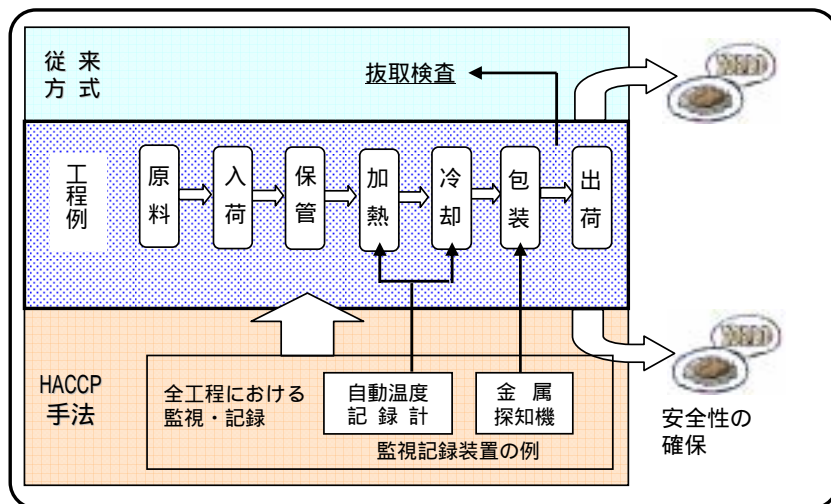 従来
方式
抜取検査
工程例
原料
入荷
保管
加熱
冷却
包装
出荷
HACCP
手法
全工程における
監視・記録
自動温度
記録計
金属
探知機
監視記録装置の例
安全性の
確保